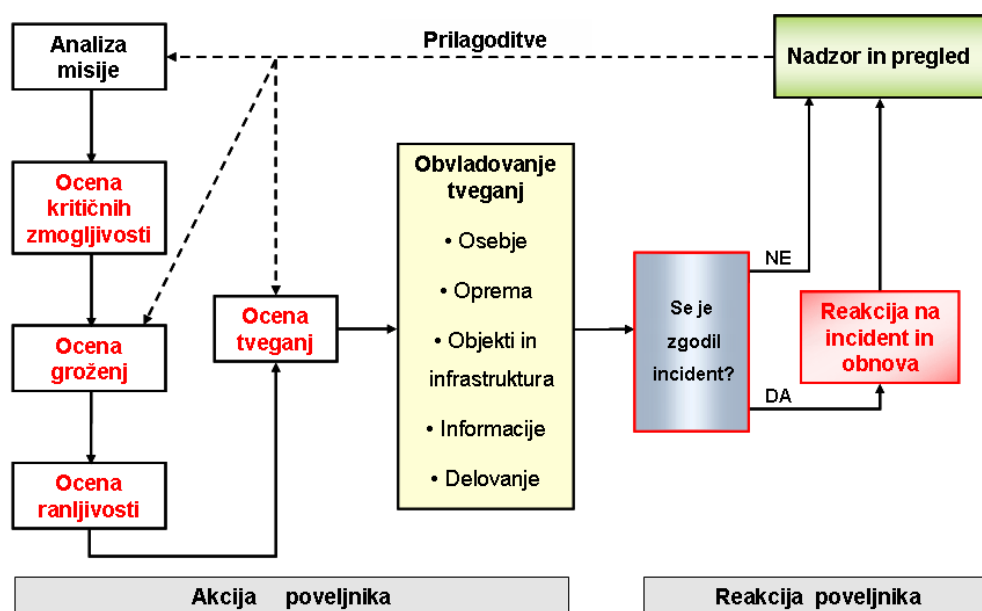 Analiza
misije
Prilagoditve
Nadzor in pregled
Ocena
kritičnih
zmogljivosti
Ocena
groženj
Ocena
ranljivosti
Ocena
tveganj
Obvladovanje
tveganj
• Osebje
• Oprema
• Objekti in
infrastruktura
• Informacije
• Delovanje
Se je
zgodil
incident?
NE
DA
Reakcija na
incident in
obnova
Akcija poveljnika
Reakcija poveljnika